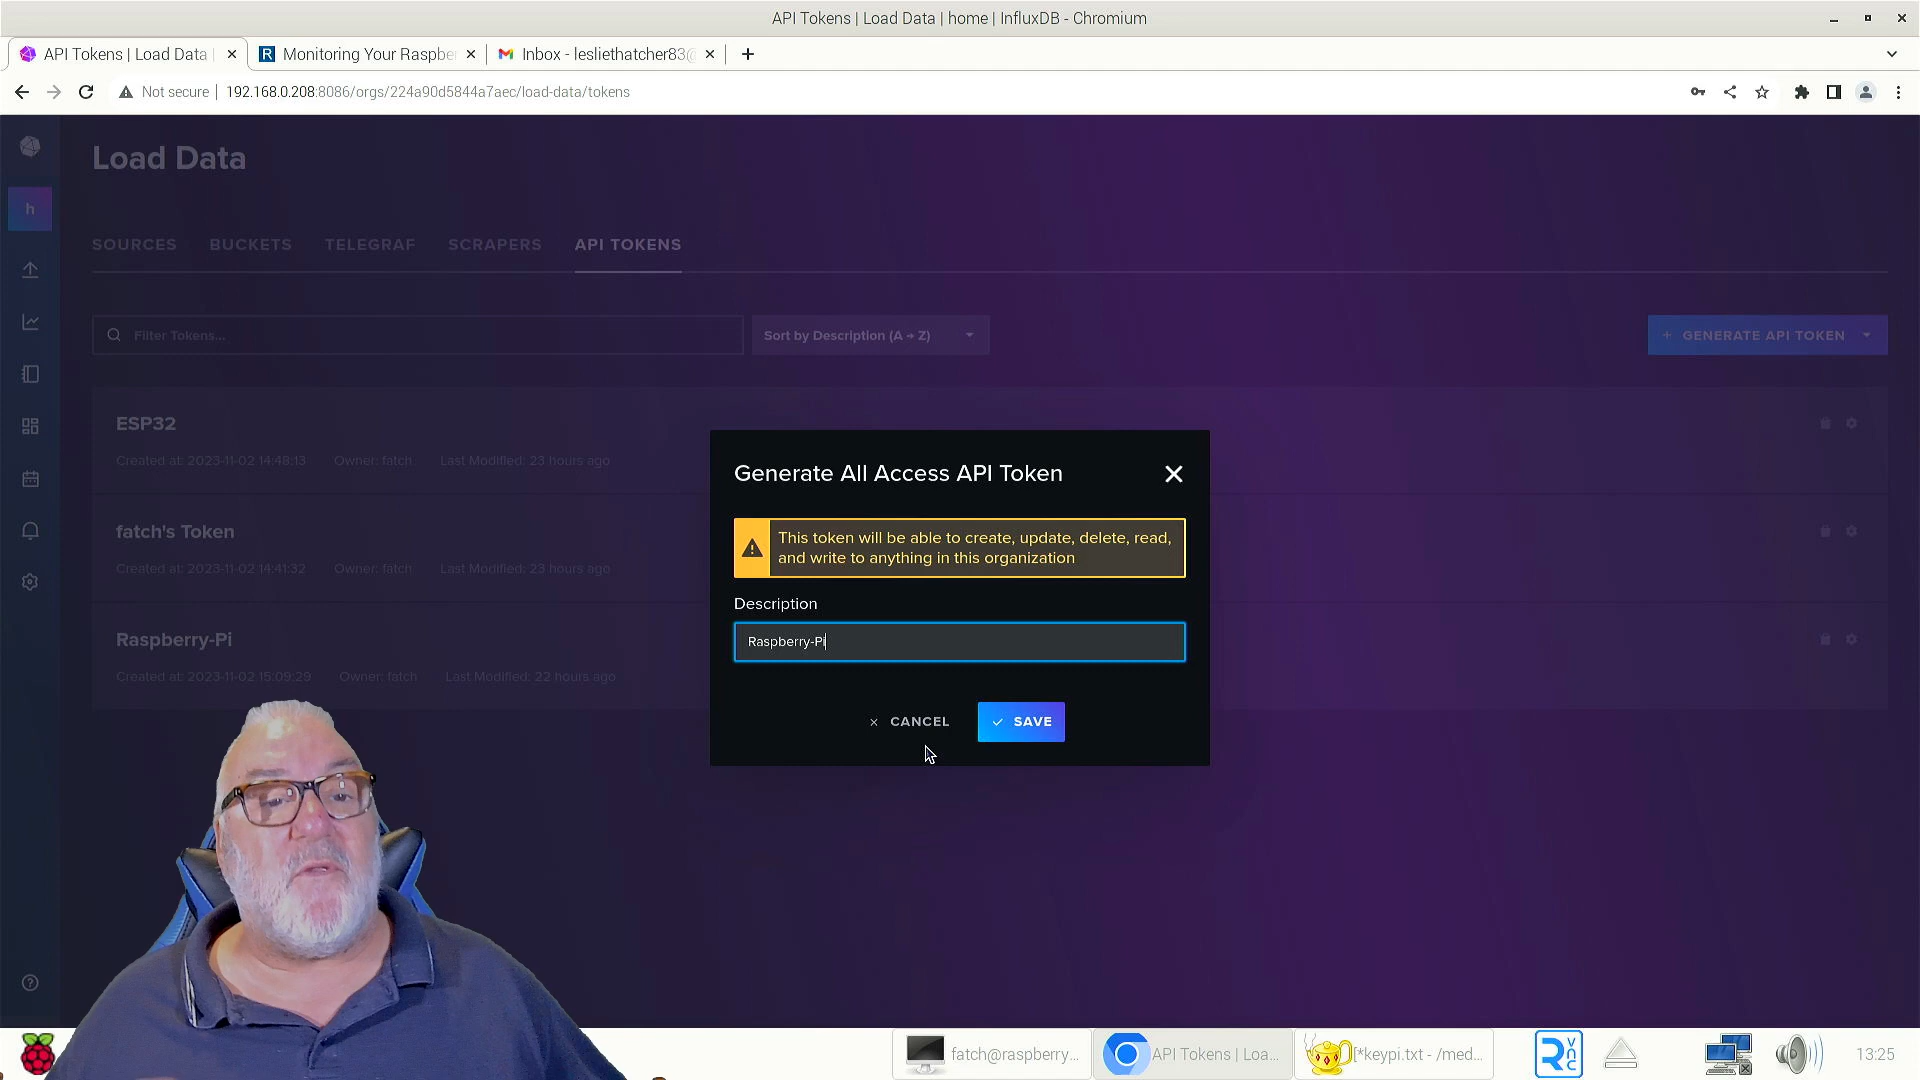 API Tokens | Load Data | home | InfluxDB - Chromium
API Tokens | Load Data |
Monitoring Your Raspbe
Inbox - lesliethatcher83@
Not secure
192.168.0.208:8086/orgs/224a90d5844a7aec/load-data/tokens
Load Data
h
SOURCES BUCKETS TELEGRAF SCRAPERS API TOKENS
Filter Tokens...
Sort by Description (A → Z)
+ GENERATE API TOKEN
ESP32
Created at: 2023-11-02 14:48:13 Owner: fatch Last Modified: 23 hours ago
fatch's Token
Created at: 2023-11-02 14:41:32 Owner: fatch Last Modified: 23 hours ago
Raspberry-Pi
Created at: 2023-11-02 15:09:29 Owner: fatch Last Modified: 22 hours ago
Generate All Access API Token
This token will be able to create, update, delete, read,
and write to anything in this organization
Description
Raspberry-Pi
CANCEL
SAVE
fatch@raspberry...
API Tokens | Loa...
[*keypi.txt - /med...
R VNC
13:25